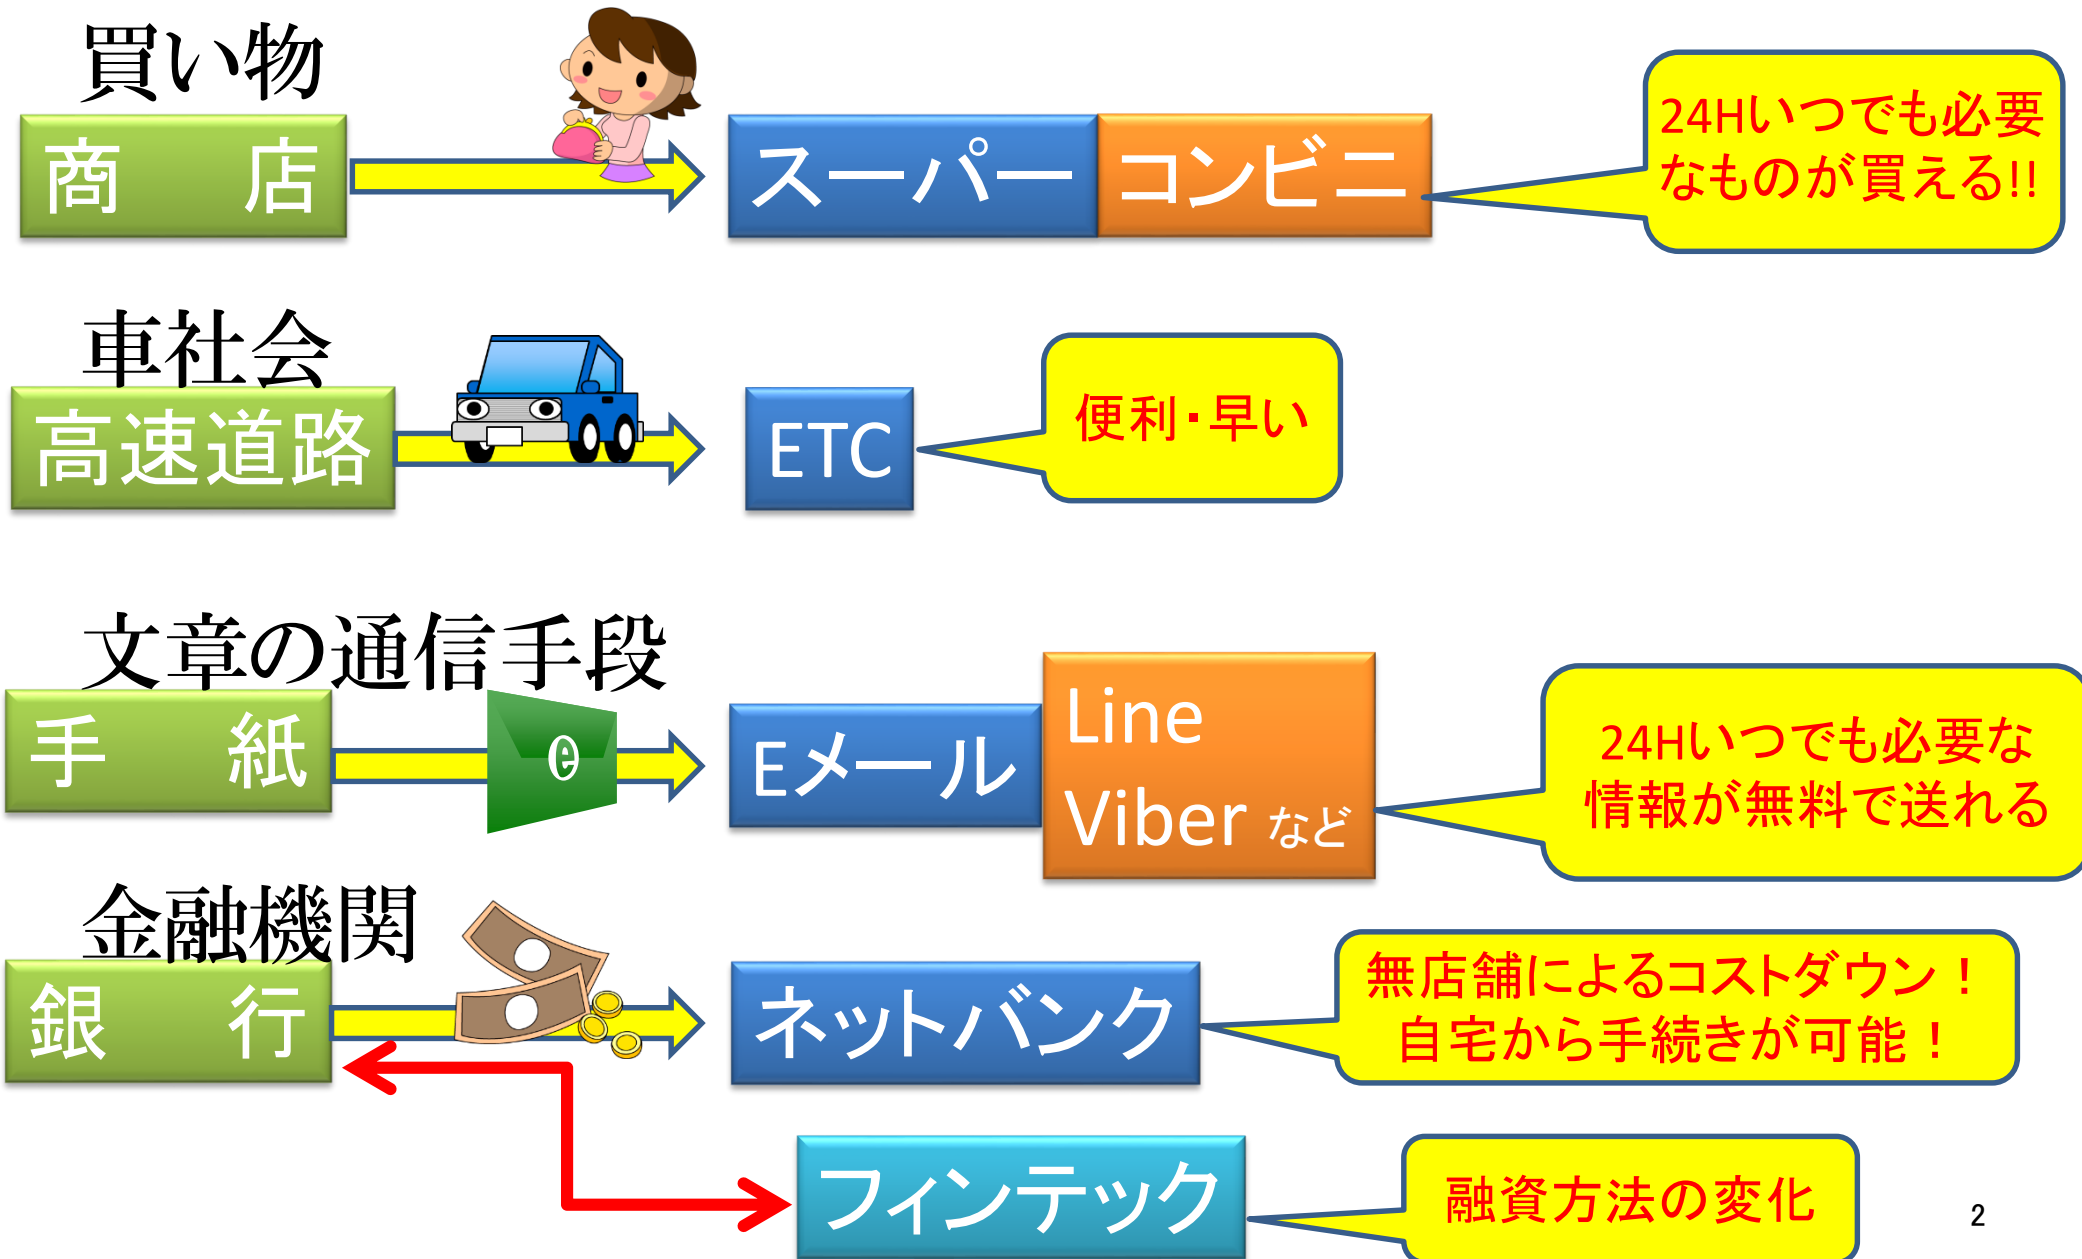 買い物
商　店
スーパー
コンビニ
24Hいつでも必要
なものが買える!!
車社会
高速道路
ETC
便利・早い
文章の通信手段
手　紙
e
Eメール
Line
Viber など
24Hいつでも必要な
情報が無料で送れる
金融機関
銀　行
ネットバンク
無店舗によるコストダウン！
自宅から手続きが可能！
フィンテック
融資方法の変化
2